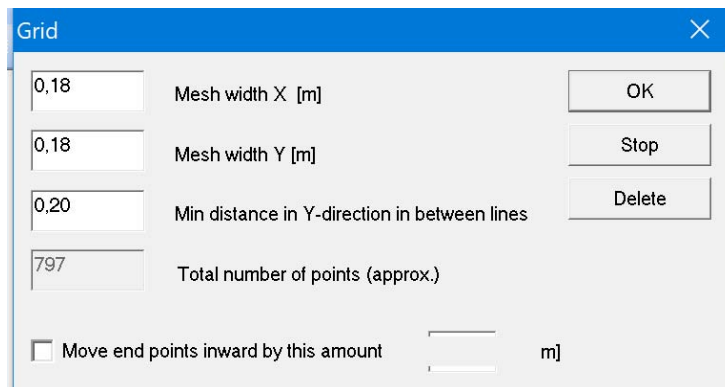 Grid
0,18 Mesh width X [m] OK
0,18 Mesh width Y [m] Stop
0,20 Min distance in Y-direction in between lines Delete
797 Total number of points (approx.)
Move end points inward by this amount m]